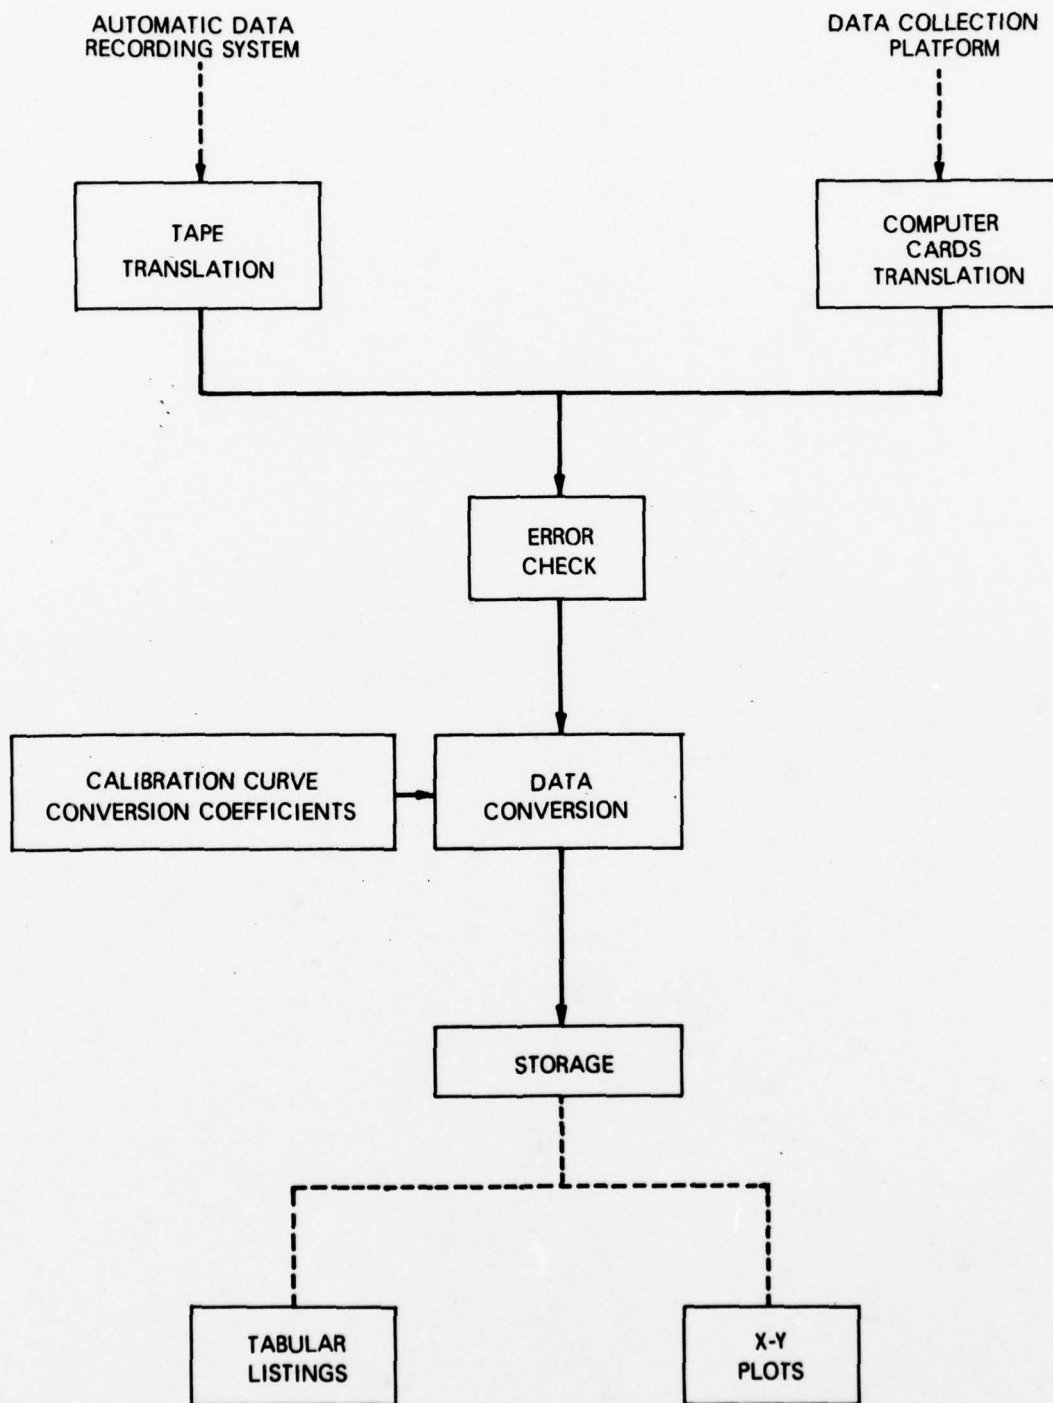 AUTOMATIC DATA
RECORDING SYSTEM
DATA COLLECTION
PLATFORM
TAPE
TRANSLATION
COMPUTER
CARDS
TRANSLATION
ERROR
CHECK
CALIBRATION CURVE
CONVERSION COEFFICIENTS
DATA
CONVERSION
STORAGE
TABULAR
LISTINGS
X-Y
PLOTS